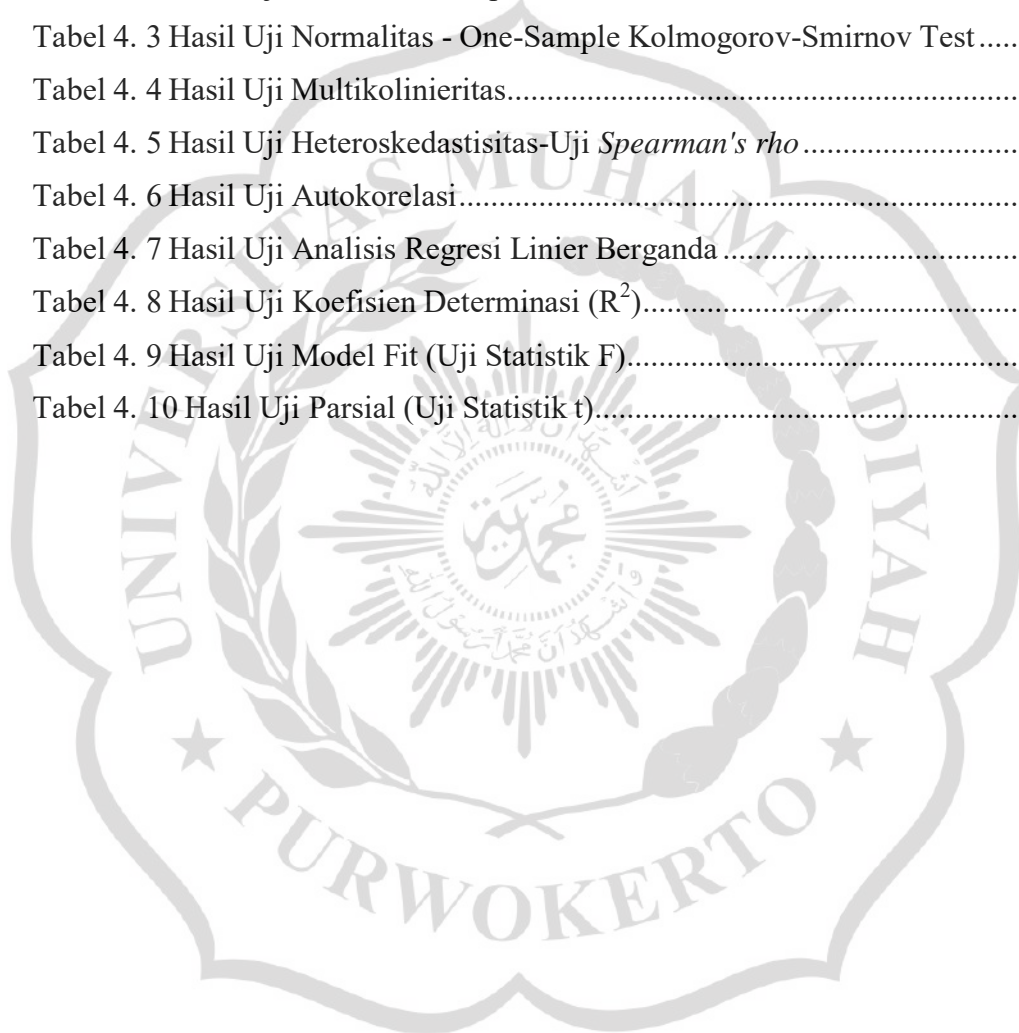 Tabel 4. 3 Hasil Uji Normalitas - One-Sample Kolmogorov-Smirnov Test.....
Tabel 4. 4 Hasil Uji Multikolinieritas..............................................................
Tabel 4. 5 Hasil Uji Heteroskedastisitas-Uji Spearman's rho..........................
Tabel 4. 6 Hasil Uji Autokorelasi....................................................................
Tabel 4. 7 Hasil Uji Analisis Regresi Linier Berganda....................................
Tabel 4. 8 Hasil Uji Koefisien Determinasi (R²)..............................................
Tabel 4. 9 Hasil Uji Model Fit (Uji Statistik F)................................................
Tabel 4. 10 Hasil Uji Parsial (Uji Statistik t)...................................................
UNIVERSITAS MUHAMMADIYAH
PURWOKERTO